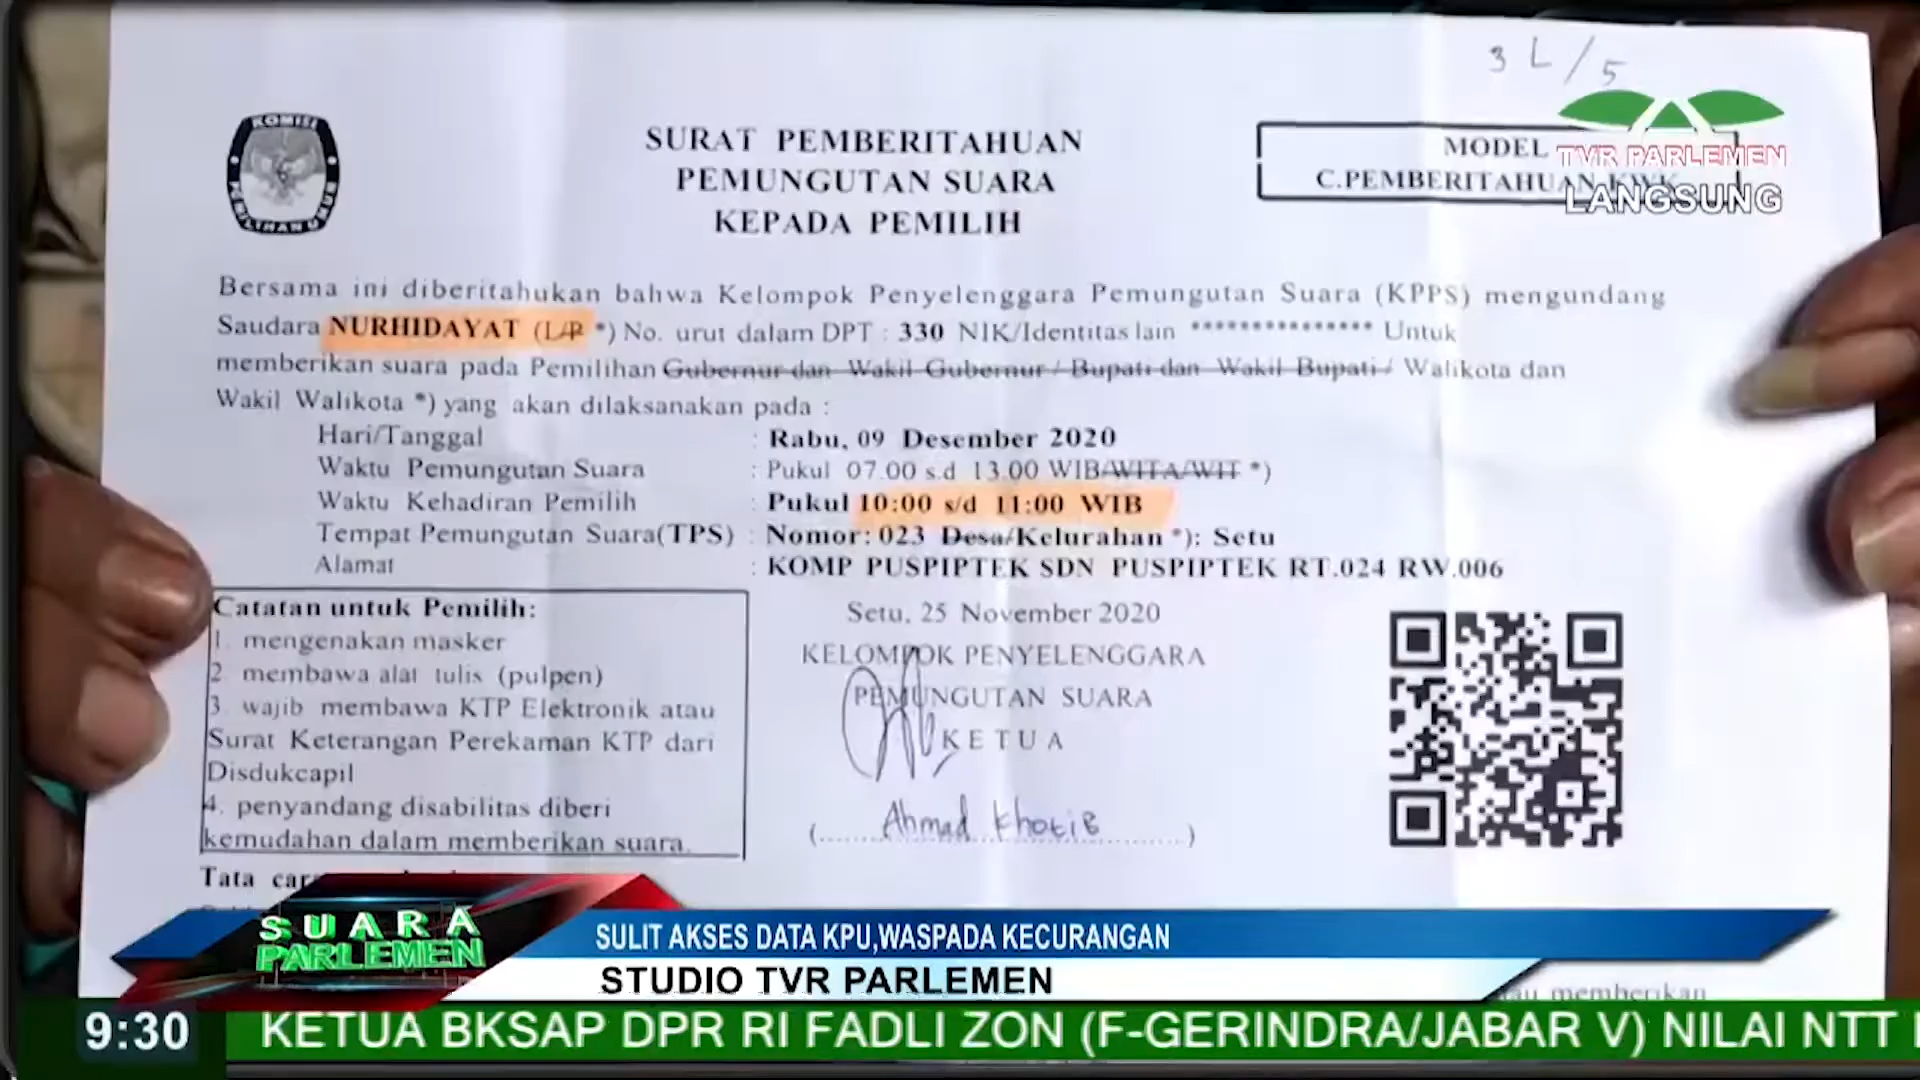 3 L/5
KOMISI
PEMILIHAN UMUM
SURAT PEMBERITAHUAN
PEMUNGUTAN SUARA
KEPADA PEMILIH
MODEL
C.PEMBERITAHUAN-KWK
TVR PARLEMEN
LANGSUNG
Bersama ini diberitahukan bahwa Kelompok Penyelenggara Pemungutan Suara (KPPS) mengundang
Saudara NURHIDAYAT (L/P *) No. urut dalam DPT : 330 NIK/Identitas lain *************** Untuk
memberikan suara pada Pemilihan Gubernur dan Wakil Gubernur / Bupati dan Wakil Bupati / Walikota dan
Wakil Walikota *) yang akan dilaksanakan pada :
Hari/Tanggal : Rabu, 09 Desember 2020
Waktu Pemungutan Suara : Pukul 07.00 s.d 13.00 WIB/WITA/WIT *)
Waktu Kehadiran Pemilih : Pukul 10:00 s/d 11:00 WIB
Tempat Pemungutan Suara(TPS) : Nomor: 023 Desa/Kelurahan *): Setu
Alamat : KOMP PUSPIPTEK SDN PUSPIPTEK RT.024 RW.006
Catatan untuk Pemilih:
1. mengenakan masker
2. membawa alat tulis (pulpen)
3. wajib membawa KTP Elektronik atau
Surat Keterangan Perekaman KTP dari
Disdukcapil
4. penyandang disabilitas diberi
kemudahan dalam memberikan suara.
Setu, 25 November 2020
KELOMPOK PENYELENGGARA
PEMUNGUTAN SUARA
KETUA
(Ahmad Khotib)
Tata
memberikan
SUARA
PARLEMEN
SULIT AKSES DATA KPU,WASPADA KECURANGAN
STUDIO TVR PARLEMEN
9:30
KETUA BKSAP DPR RI FADLI ZON (F-GERINDRA/JABAR V) NILAI NTT